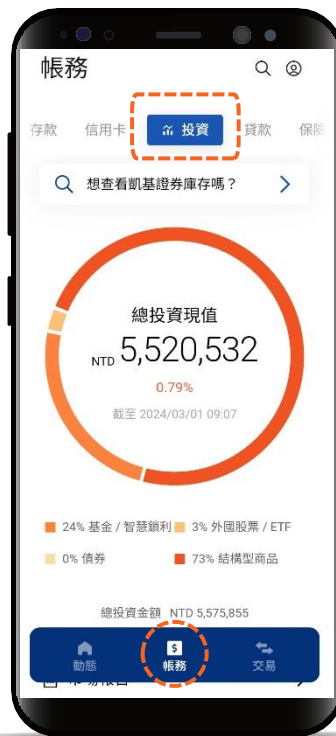 帳務
存款 信用卡 投資 貸款 保險
想查看凱基證券庫存嗎？
總投資現值
NTD 5,520,532
0.79%
截至 2024/03/01 09:07
24% 基金 / 智慧鎖利 3% 外國股票 / ETF
0% 債券 73% 結構型商品
總投資金額 NTD 5,575,855
動態 帳務 交易